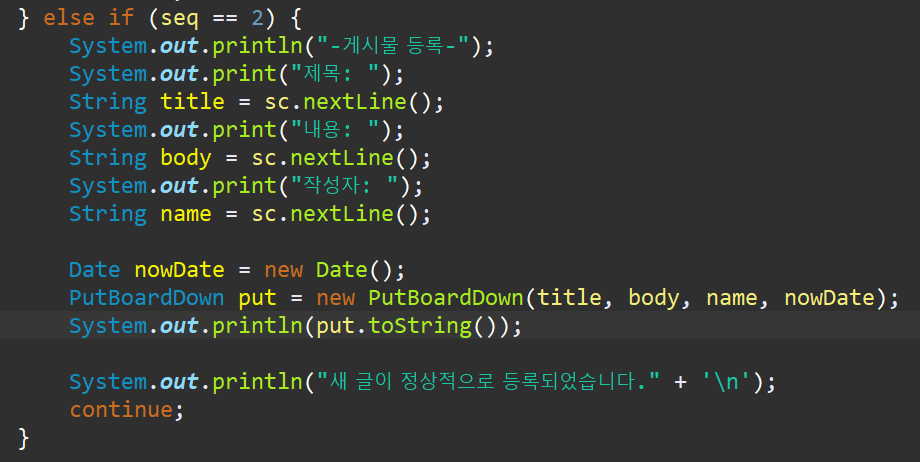 } else if (seq == 2) {
    System.out.println("-게시물 등록-");
    System.out.print("제목: ");
    String title = sc.nextLine();
    System.out.print("내용: ");
    String body = sc.nextLine();
    System.out.print("작성자: ");
    String name = sc.nextLine();

    Date nowDate = new Date();
    PutBoardDown put = new PutBoardDown(title, body, name, nowDate);
    System.out.println(put.toString());

    System.out.println("새 글이 정상적으로 등록되었습니다." + '\n');
    continue;
}